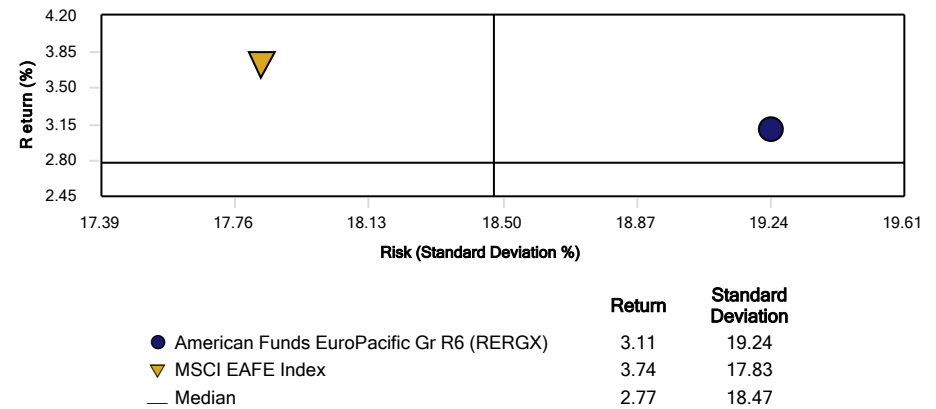 4.20
3.85
3.50
3.15
2.80
2.45
Return (%)
17.39 17.76 18.13 18.50 18.87 19.24 19.61
Risk (Standard Deviation %)
Return Standard Deviation
American Funds EuroPacific Gr R6 (RERGX) 3.11 19.24
MSCI EAFE Index 3.74 17.83
Median 2.77 18.47